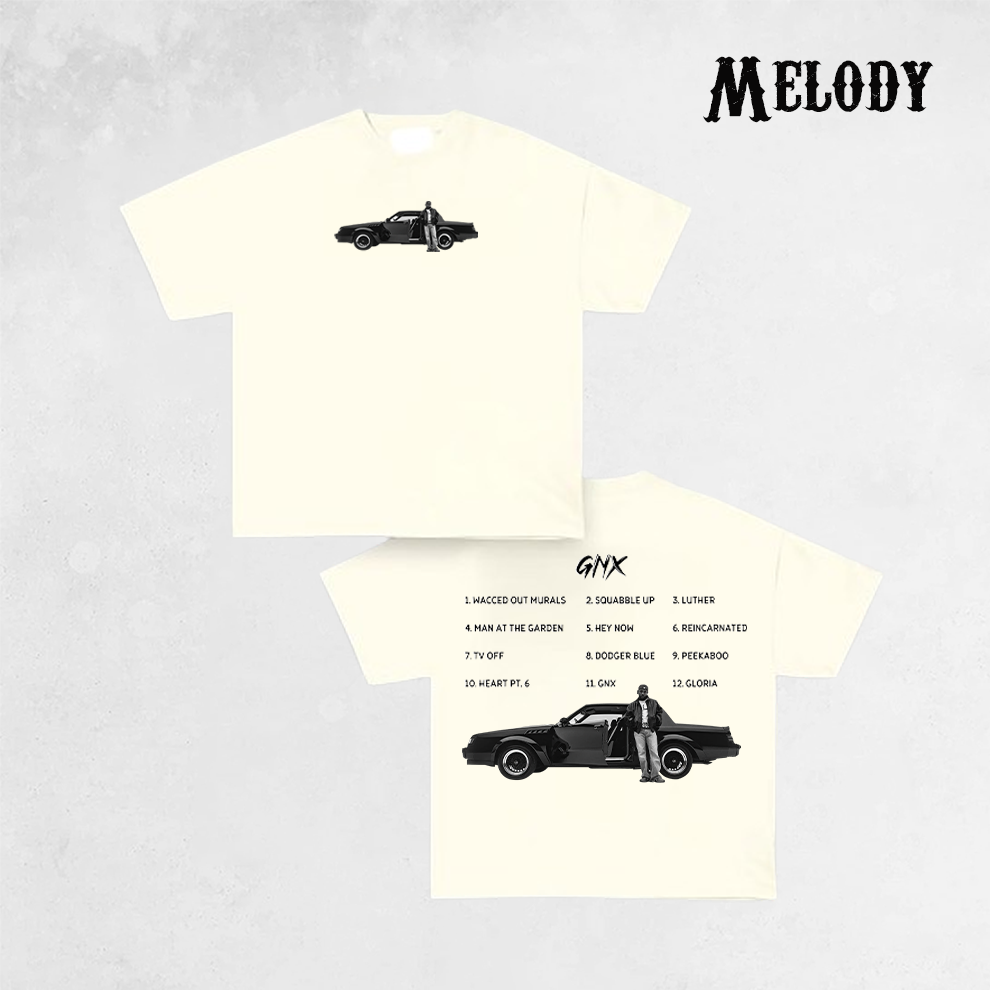 MELODY
GNX
1. WACCED OUT MURALS 2. SQUABBLE UP 3. LUTHER
4. MAN AT THE GARDEN 5. HEY NOW 6. REINCARNATED
7. TV OFF 8. DODGER BLUE 9. PEEKABOO
10. HEART PT. 6 11. GNX 12. GLORIA